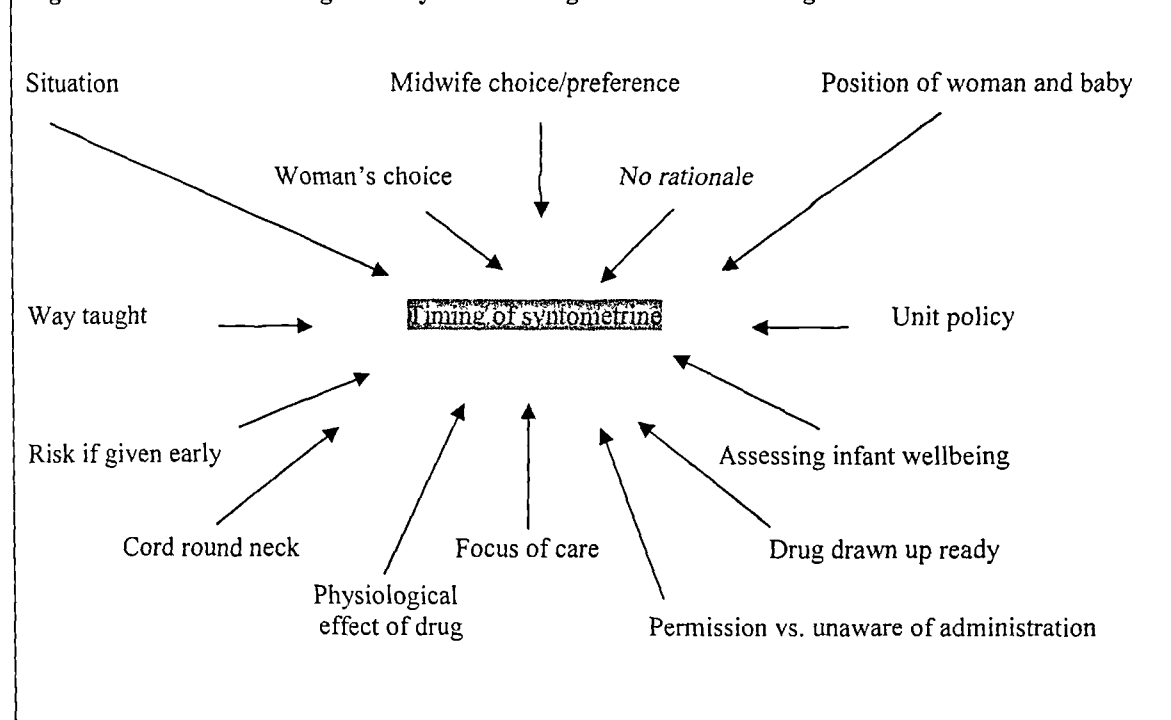 Situation
Midwife choice/preference
Position of woman and baby
Woman's choice
No rationale
Way taught
Timing of syntometrine
Unit policy
Risk if given early
Assessing infant wellbeing
Cord round neck
Focus of care
Drug drawn up ready
Physiological
effect of drug
Permission vs. unaware of administration